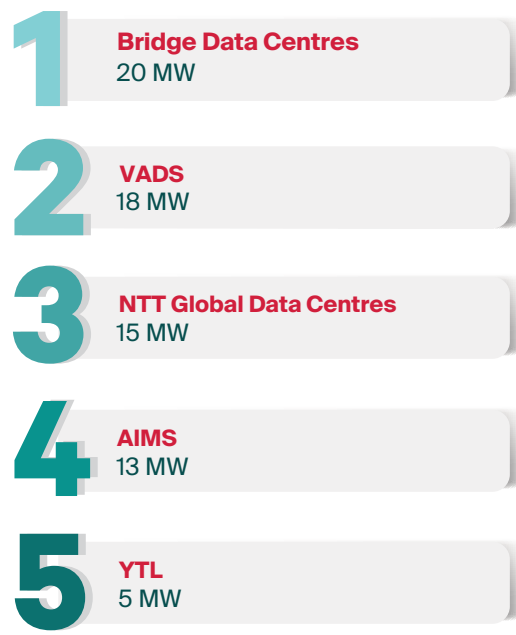 1
Bridge Data Centres
20 MW
2
VADS
18 MW
3
NTT Global Data Centres
15 MW
4
AIMS
13 MW
5
YTL
5 MW